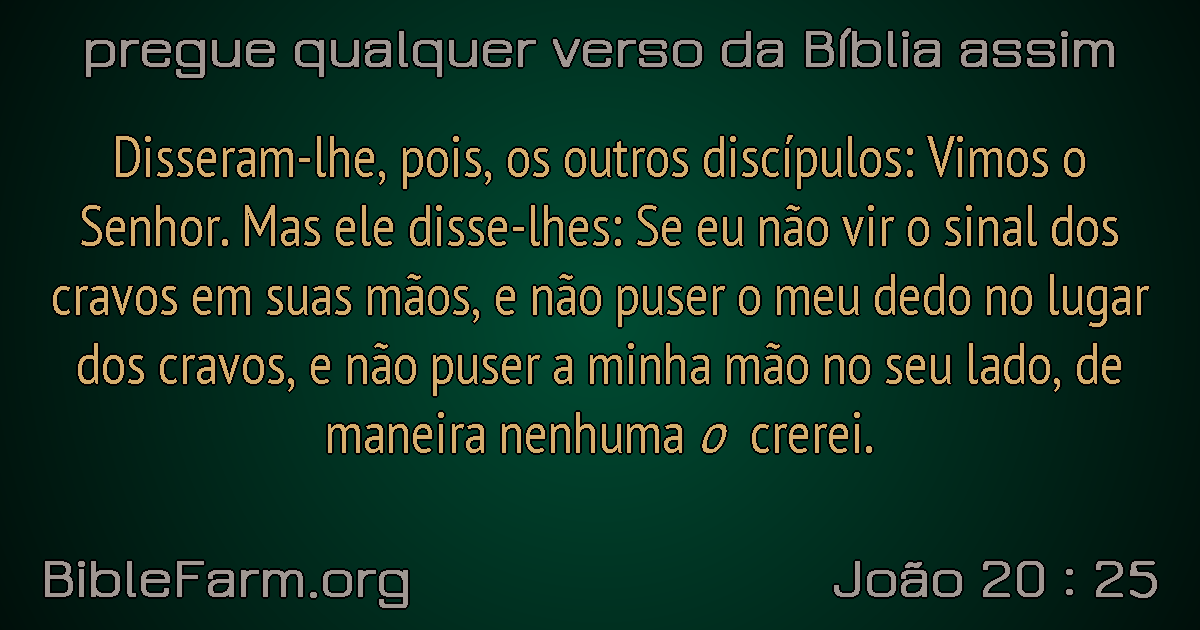 pregue qualquer verso da Bíblia assim
Disseram-lhe, pois, os outros discípulos: Vimos o
Senhor. Mas ele disse-lhes: Se eu não vir o sinal dos
cravos em suas mãos, e não puser o meu dedo no lugar
dos cravos, e não puser a minha mão no seu lado, de
maneira nenhuma o crerei.
BibleFarm.org
João 20 : 25